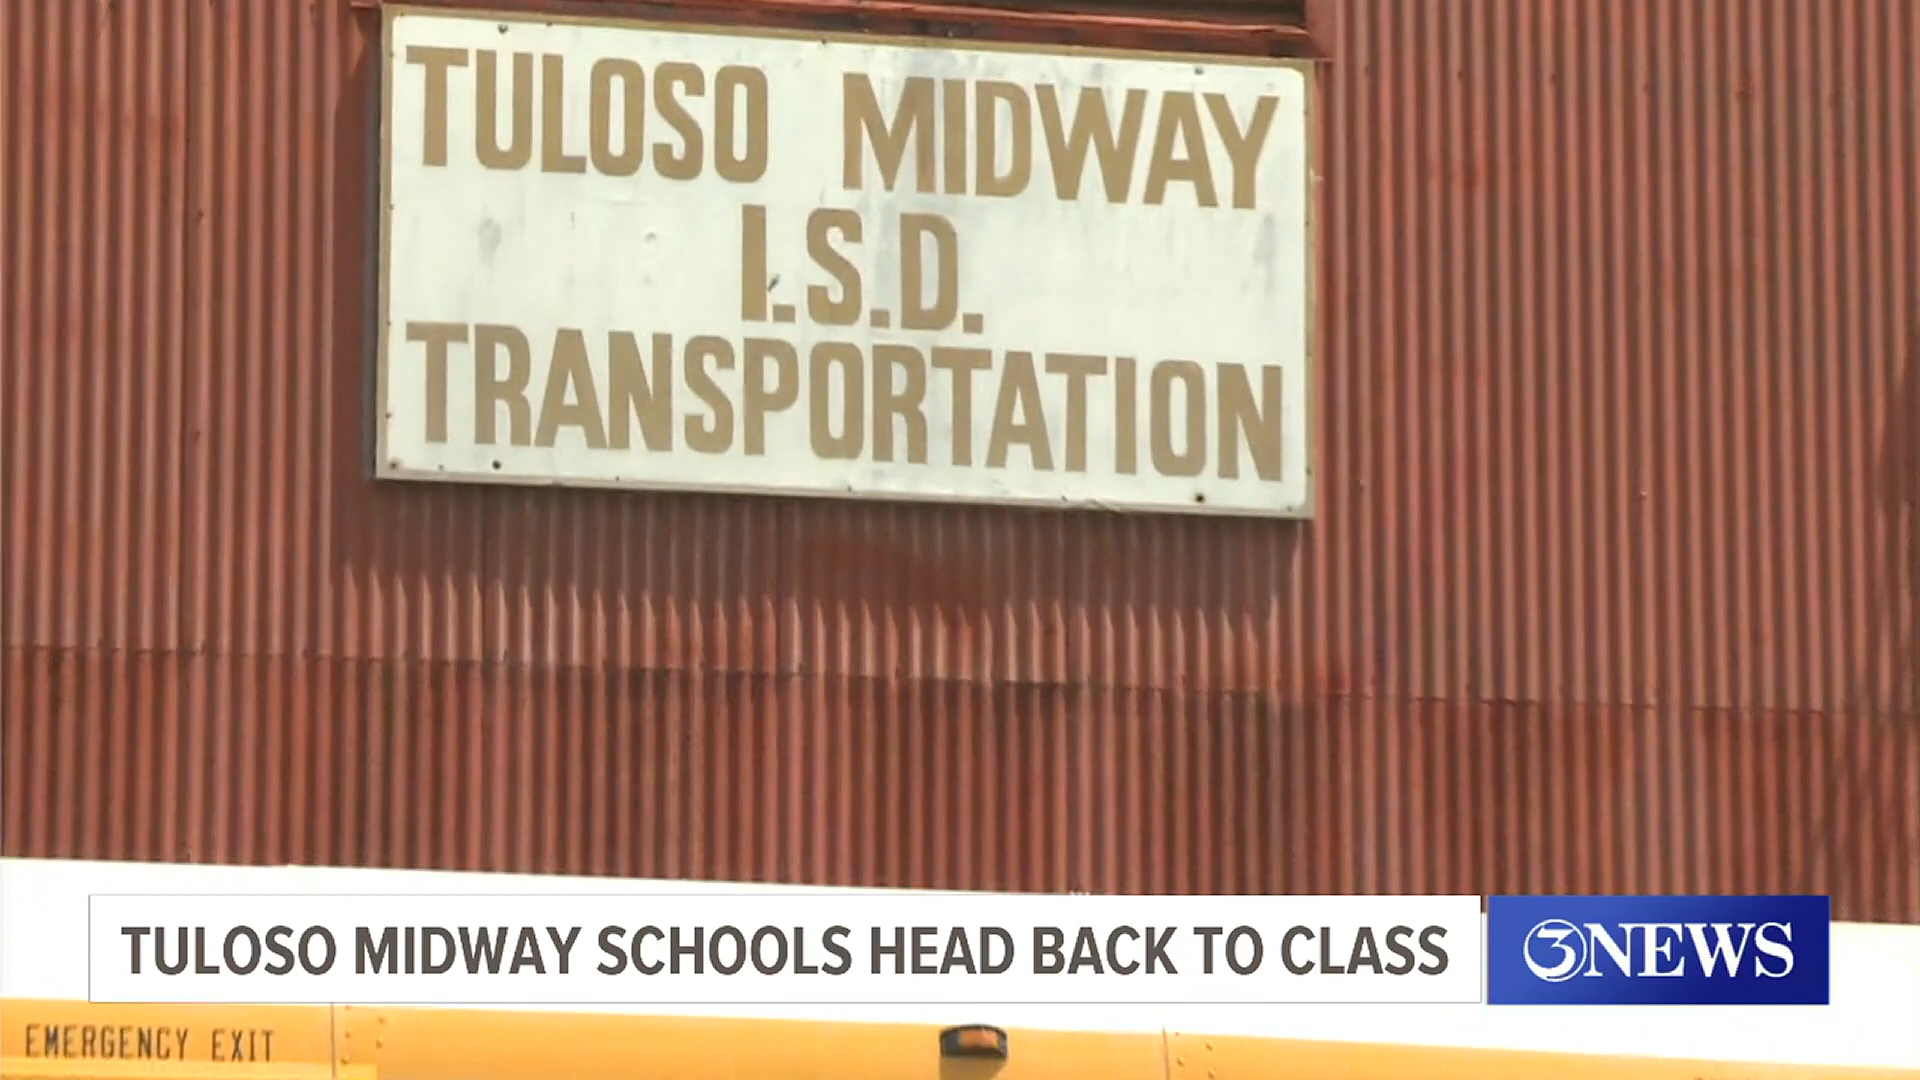 TULOSO MIDWAY
I.S.D.
TRANSPORTATION
TULOSO MIDWAY SCHOOLS HEAD BACK TO CLASS
3NEWS
EMERGENCY EXIT